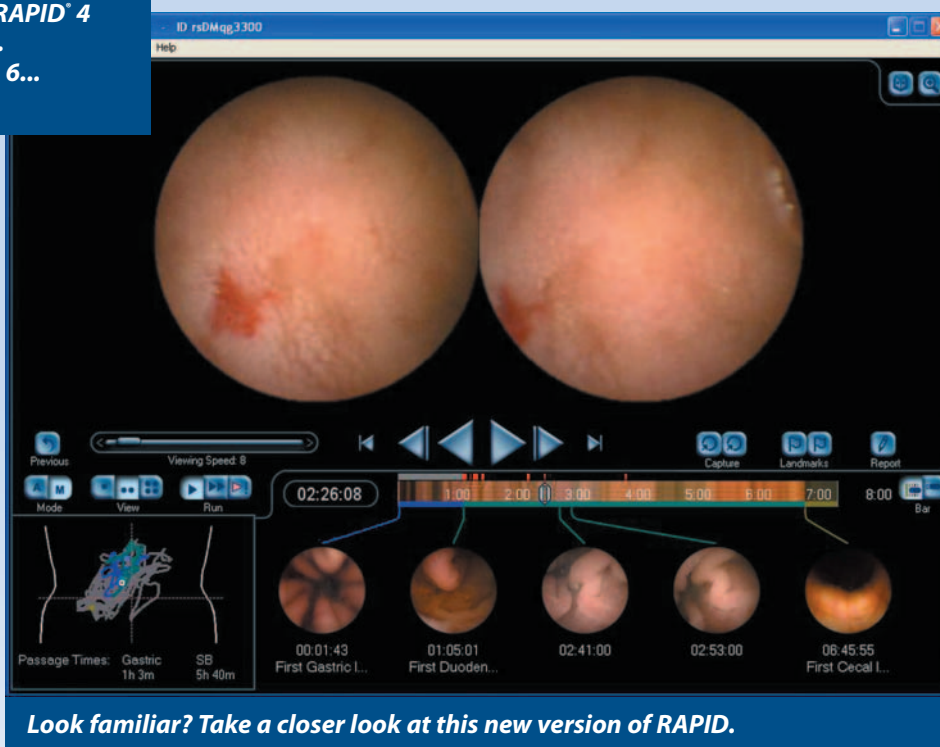 RAPID® 4
6...
ID rsDMqg3300
Help
Previous
Viewing Speed: 8
Capture
Landmarks
Report
A M
Mode
View
Run
02:26:08
1:00 2:00 3:00 4:00 5:00 6:00 7:00 8:00
Bar
Passage Times: Gastric SB
1h 3m 5h 40m
00:01:43
First Gastric I...
01:05:01
First Duoden...
02:41:00
02:53:00
06:45:55
First Cecal I...
Look familiar? Take a closer look at this new version of RAPID.